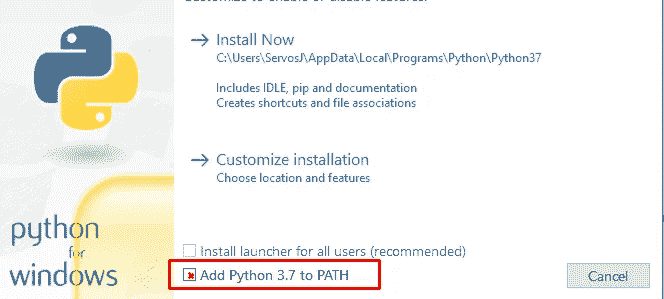 Install Now
C:\Users\ServosJ\AppData\Local\Programs\Python\Python37
Includes IDLE, pip and documentation
Creates shortcuts and file associations
Customize installation
Choose location and features
Install launcher for all users (recommended)
Add Python 3.7 to PATH
Cancel
python
for
windows